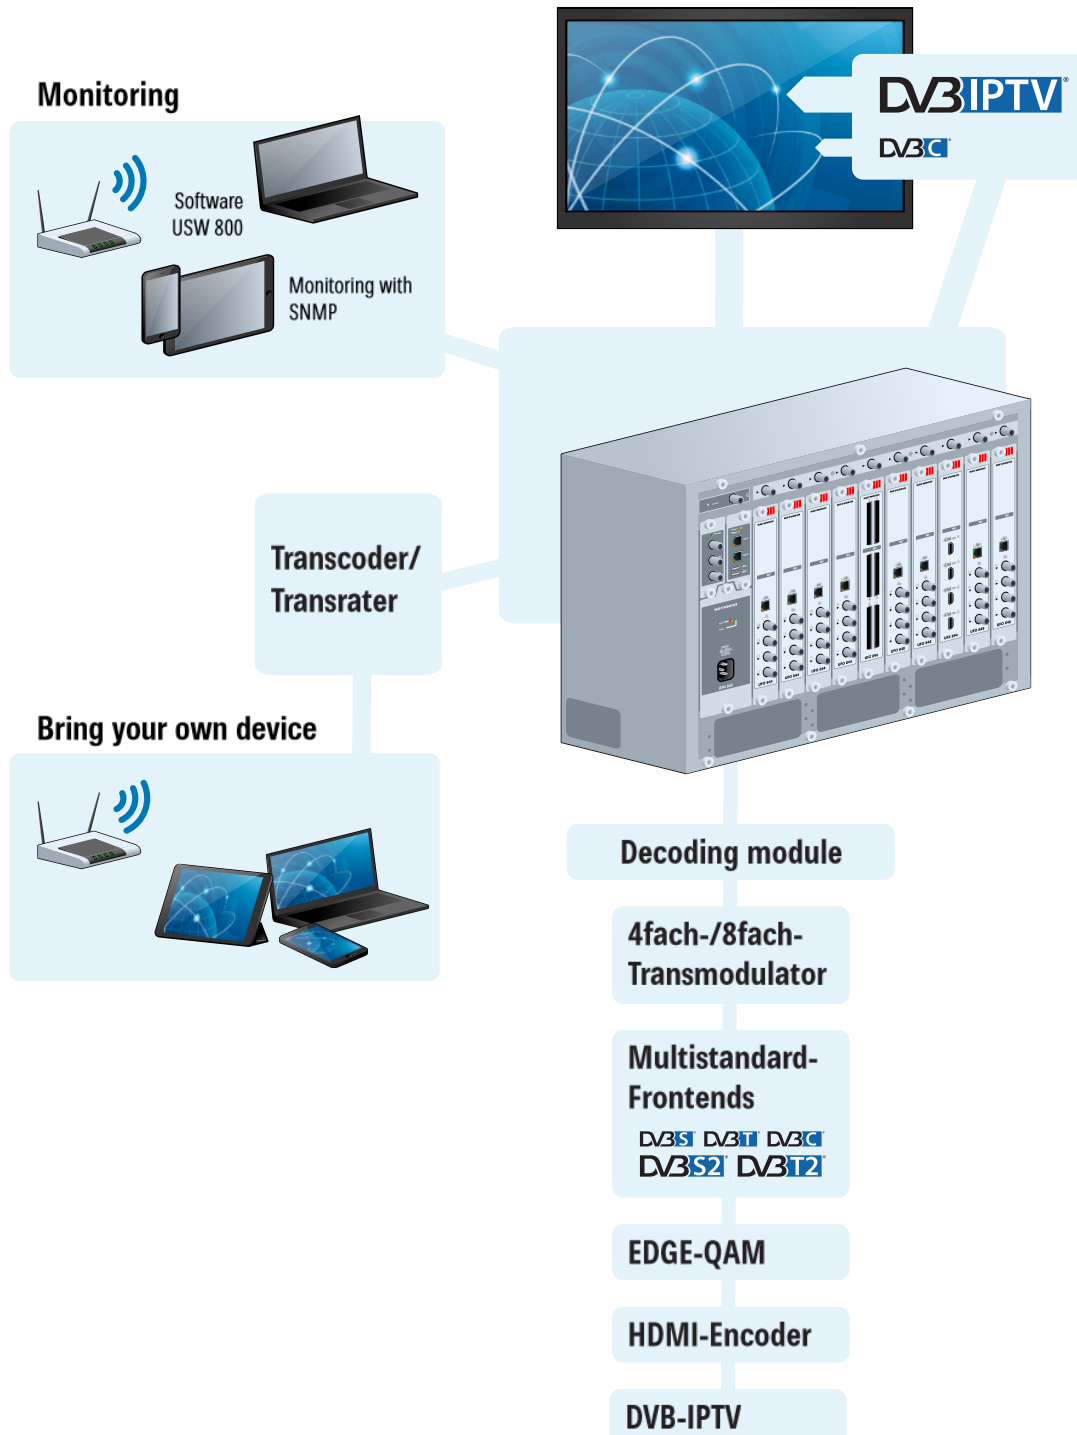 Monitoring
DVB IPTV®
DVB C
Software
USW 800
Monitoring with
SNMP
Transcoder/
Transrater
Bring your own device
Decoding module
4fach-/8fach-
Transmodulator
Multistandard-
Frontends
DVB S DVB T DVB C
DVB S2 DVB T2
EDGE-QAM
HDMI-Encoder
DVB-IPTV